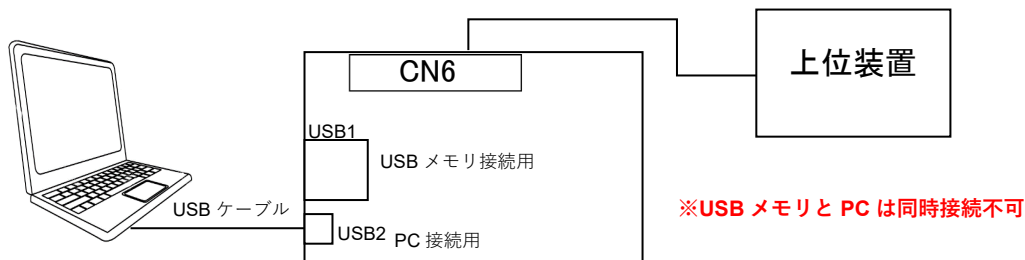 上位装置
CN6
USB1
USB メモリ接続用
USB ケーブル
※USB メモリと PC は同時接続不可
USB2
PC 接続用